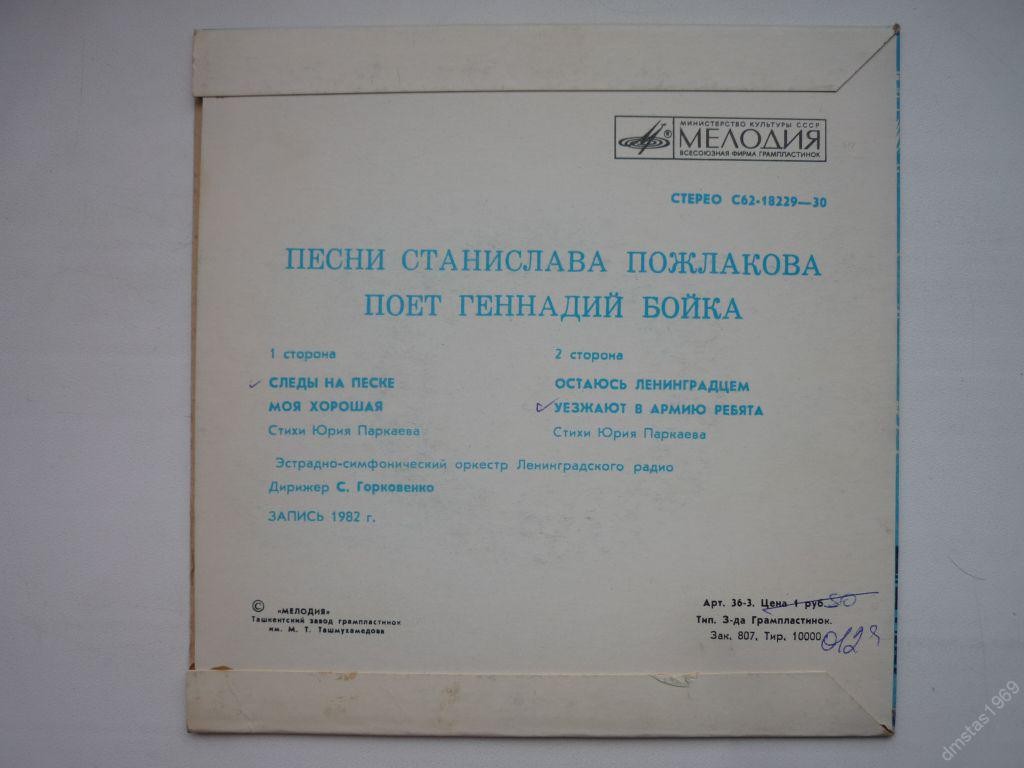 МИНИСТЕРСТВО КУЛЬТУРЫ СССР
® МЕЛОДИЯ
ВСЕСОЮЗНАЯ ФИРМА ГРАМПЛАСТИНОК
СТЕРЕО С62-18229—30
ПЕСНИ СТАНИСЛАВА ПОЖЛАКОВА
ПОЕТ ГЕННАДИЙ БОЙКА
1 сторона
СЛЕДЫ НА ПЕСКЕ
МОЯ ХОРОШАЯ
Стихи Юрия Паркаева
2 сторона
ОСТАЮСЬ ЛЕНИНГРАДЦЕМ
УЕЗЖАЮТ В АРМИЮ РЕБЯТА
Стихи Юрия Паркаева
Эстрадно-симфонический оркестр Ленинградского радио
Дирижер С. Горковенко
ЗАПИСЬ 1982 г.
© «МЕЛОДИЯ»
Ташкентский завод грампластинок
им. М. Т. Ташмухамедова
Арт. 36-3. Цена 1 руб. 50
Тип. З-да Грампластинок.
Зак. 807. Тир. 10000
dmstas1969